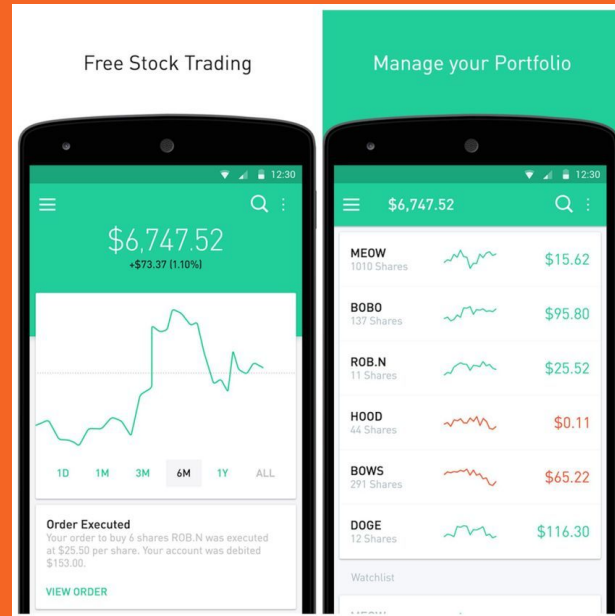 Free Stock Trading
12:30
$6,747.52
+$73.37 (1.10%)
1D 1M 3M 6M 1Y ALL
Order Executed
Your order to buy 6 shares ROB.N was executed
at $25.50 per share. Your account was debited
$153.00.
VIEW ORDER
Manage your Portfolio
12:30
$6,747.52
MEOW
1010 Shares
$15.62
BOBO
137 Shares
$95.80
ROB.N
11 Shares
$25.52
HOOD
44 Shares
$0.11
BOWS
291 Shares
$65.22
DOGE
12 Shares
$116.30
Watchlist